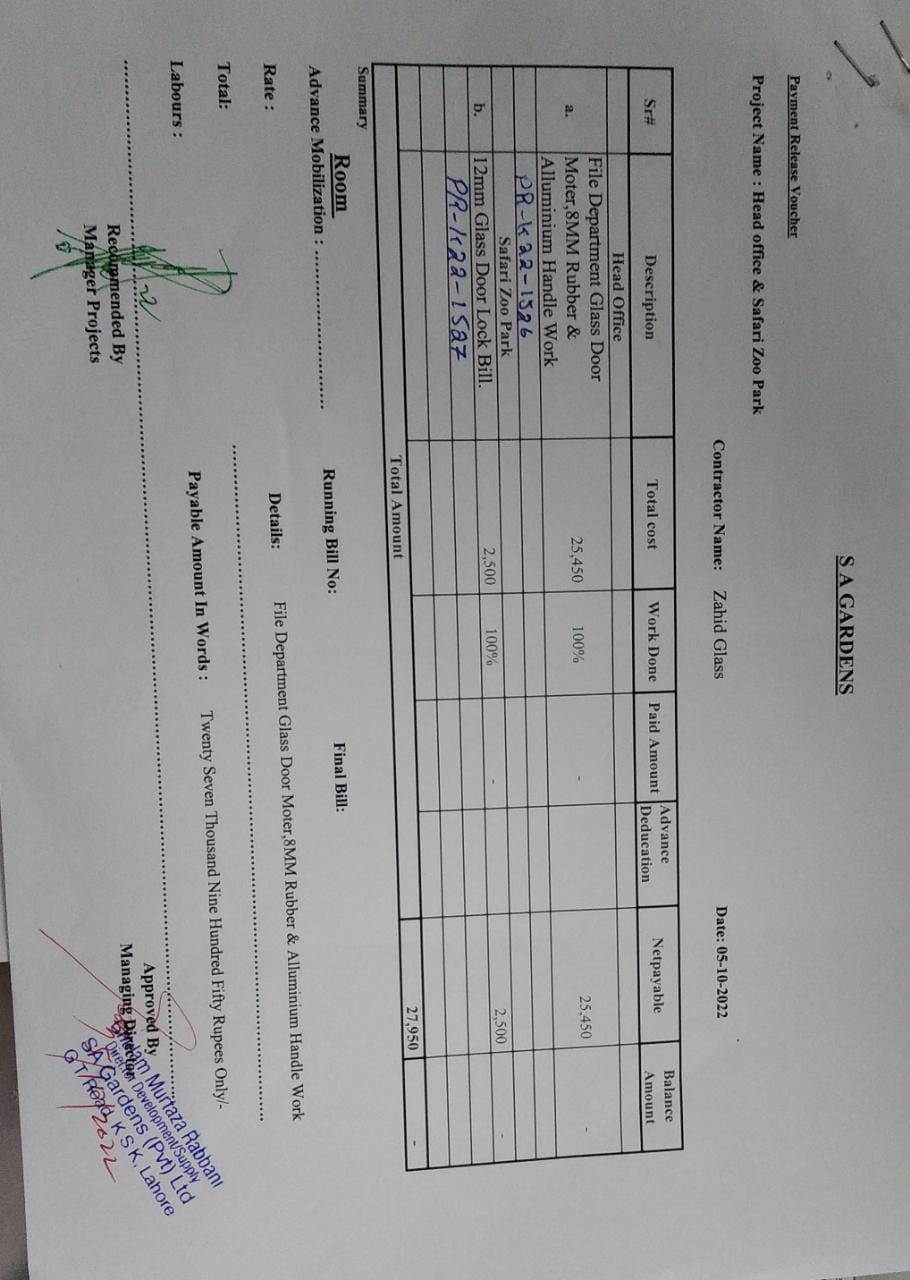 S A GARDENS
Payment Release Voucher
Project Name : Head office & Safari Zoo Park
Contractor Name: Zahid Glass
Date: 05-10-2022
Sr# Description Total cost Work Done Paid Amount Advance Deducation Netpayable Balance Amount
Head Office
a. File Department Glass Door Moter,8MM Rubber & Alluminium Handle Work 25,450 100% - 25,450 -
PR-K22-1526
Safari Zoo Park
b. 12mm Glass Door Lock Bill. 2,500 100% - 2,500 -
PR-K22-1527
Total Amount 27,950 -
Summary
Room
Advance Mobilization : .............................
Running Bill No:
Final Bill:
Rate :
Details: File Department Glass Door Moter,8MM Rubber & Alluminium Handle Work
Total:
Payable Amount In Words : Twenty Seven Thousand Nine Hundred Fifty Rupees Only/-
Labours :
Recommended By
Manager Projects
Approved By
Managing Director
Ghulam Murtaza Rabbani
Director Development/Supply
SA Gardens (Pvt) Ltd
G T Road, K S K, Lahore